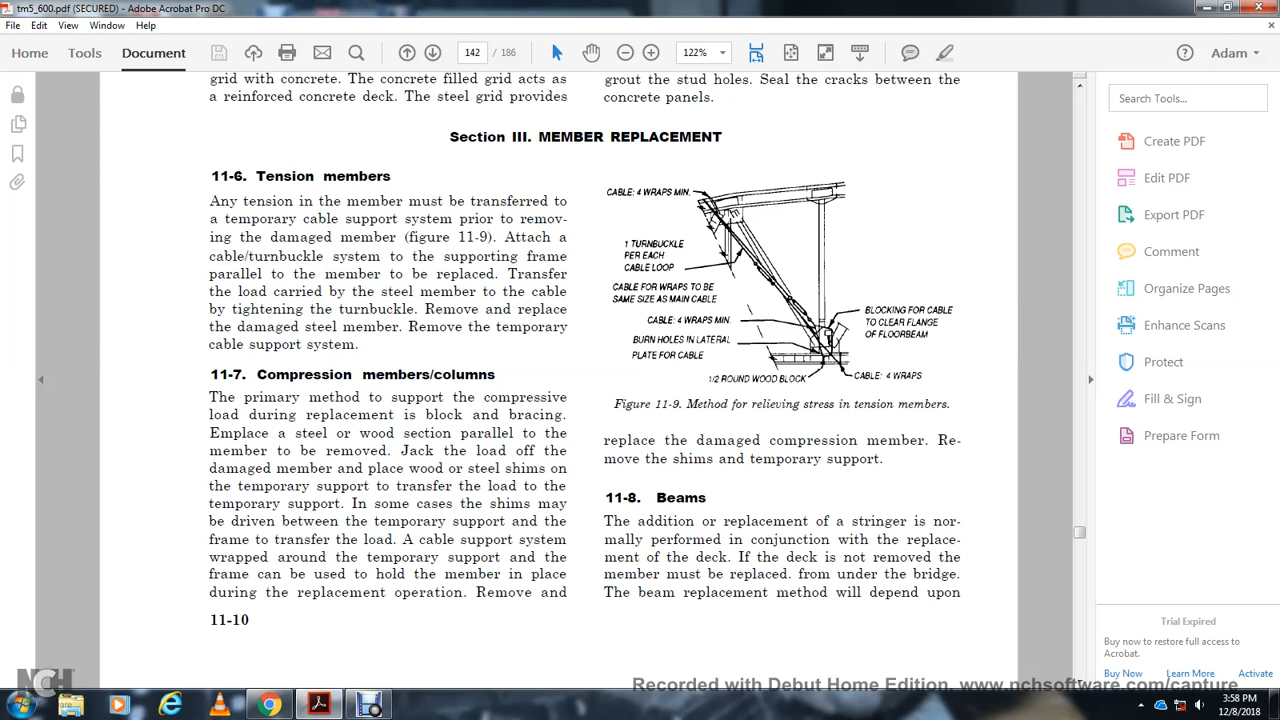 tm5_600.pdf (SECURED) - Adobe Acrobat Pro DC
File Edit View Window Help
Home Tools Document 142 / 186 122% Adam
grid with concrete. The concrete filled grid acts as
a reinforced concrete deck. The steel grid provides
grout the stud holes. Seal the cracks between the
concrete panels.
Section III. MEMBER REPLACEMENT
11-6. Tension members
Any tension in the member must be transferred to
a temporary cable support system prior to remov-
ing the damaged member (figure 11-9). Attach a
cable/turnbuckle system to the supporting frame
parallel to the member to be replaced. Transfer
the load carried by the steel member to the cable
by tightening the turnbuckle. Remove and replace
the damaged steel member. Remove the temporary
cable support system.
11-7. Compression members/columns
The primary method to support the compressive
load during replacement is block and bracing.
Emplace a steel or wood section parallel to the
member to be removed. Jack the load off the
damaged member and place wood or steel shims on
the temporary support to transfer the load to the
temporary support. In some cases the shims may
be driven between the temporary support and the
frame to transfer the load. A cable support system
wrapped around the temporary support and the
frame can be used to hold the member in place
during the replacement operation. Remove and
11-10
CABLE: 4 WRAPS MIN.
1 TURNBUCKLE
PER EACH
CABLE LOOP
CABLE FOR WRAPS TO BE
SAME SIZE AS MAIN CABLE
CABLE: 4 WRAPS MIN.
BURN HOLES IN LATERAL
PLATE FOR CABLE
1/2 ROUND WOOD BLOCK
BLOCKING FOR CABLE
TO CLEAR FLANGE
OF FLOORBEAM
CABLE: 4 WRAPS
Figure 11-9. Method for relieving stress in tension members.
replace the damaged compression member. Re-
move the shims and temporary support.
11-8. Beams
The addition or replacement of a stringer is nor-
mally performed in conjunction with the replace-
ment of the deck. If the deck is not removed the
member must be replaced. from under the bridge.
The beam replacement method will depend upon
Search Tools...
Create PDF
Edit PDF
Export PDF
Comment
Organize Pages
Enhance Scans
Protect
Fill & Sign
Prepare Form
Trial Expired
Buy now to restore full access to
Acrobat.
Buy Now Learn More Activate
NCH
Recorded with Debut Home Edition. www.nchsoftware.com/capture
3:58 PM
12/8/2018